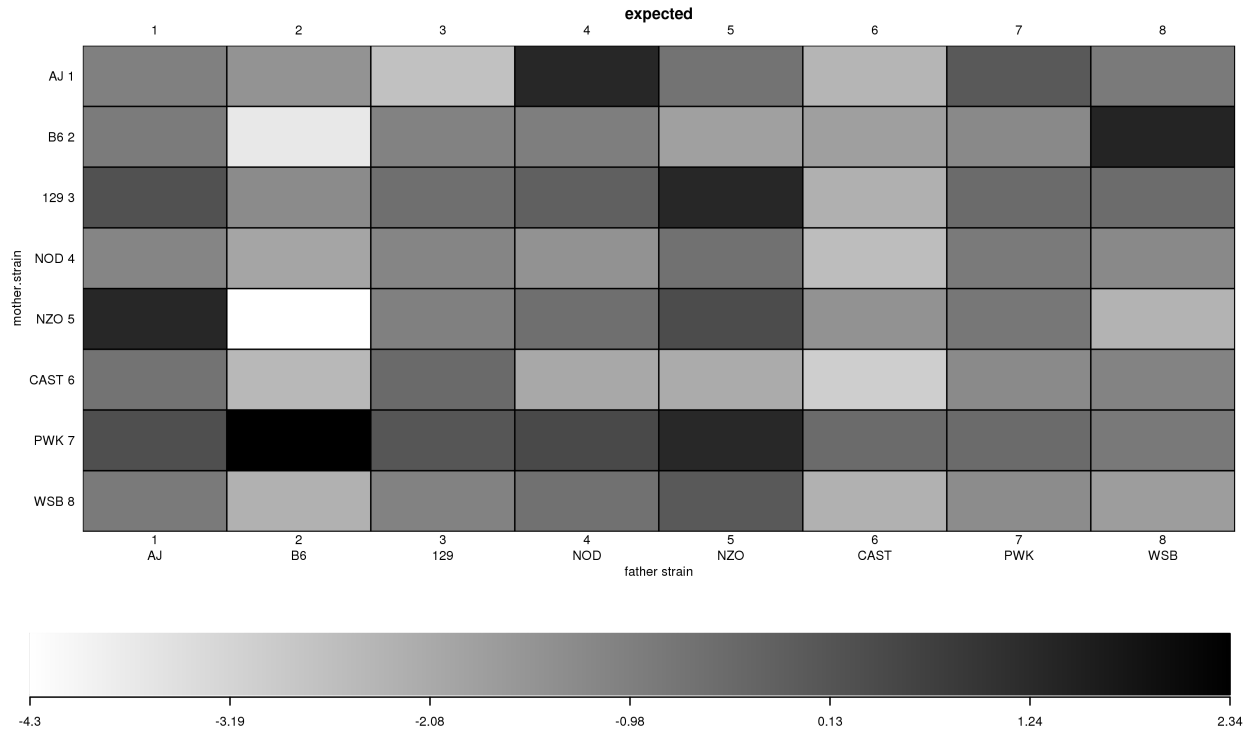 expected
1 2 3 4 5 6 7 8
AJ 1
B6 2
129 3
NOD 4
NZO 5
CAST 6
PWK 7
WSB 8
mother.strain
1 2 3 4 5 6 7 8
AJ B6 129 NOD NZO CAST PWK WSB
father strain
-4.3 -3.19 -2.08 -0.98 0.13 1.24 2.34